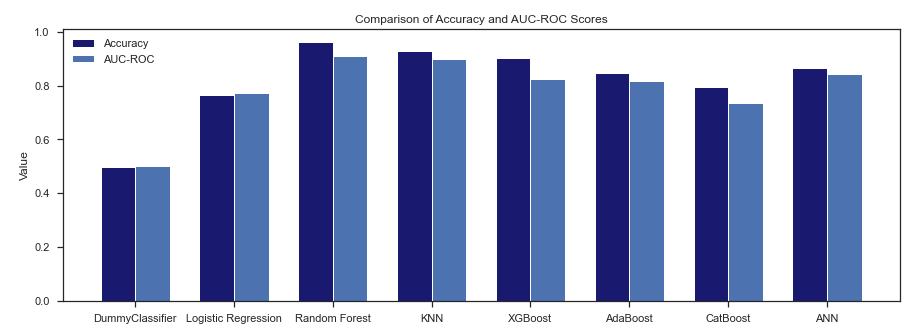 Comparison of Accuracy and AUC-ROC Scores
1.0
0.8
0.6
0.4
0.2
0.0
Value
Accuracy
AUC-ROC
DummyClassifier
Logistic Regression
Random Forest
KNN
XGBoost
AdaBoost
CatBoost
ANN